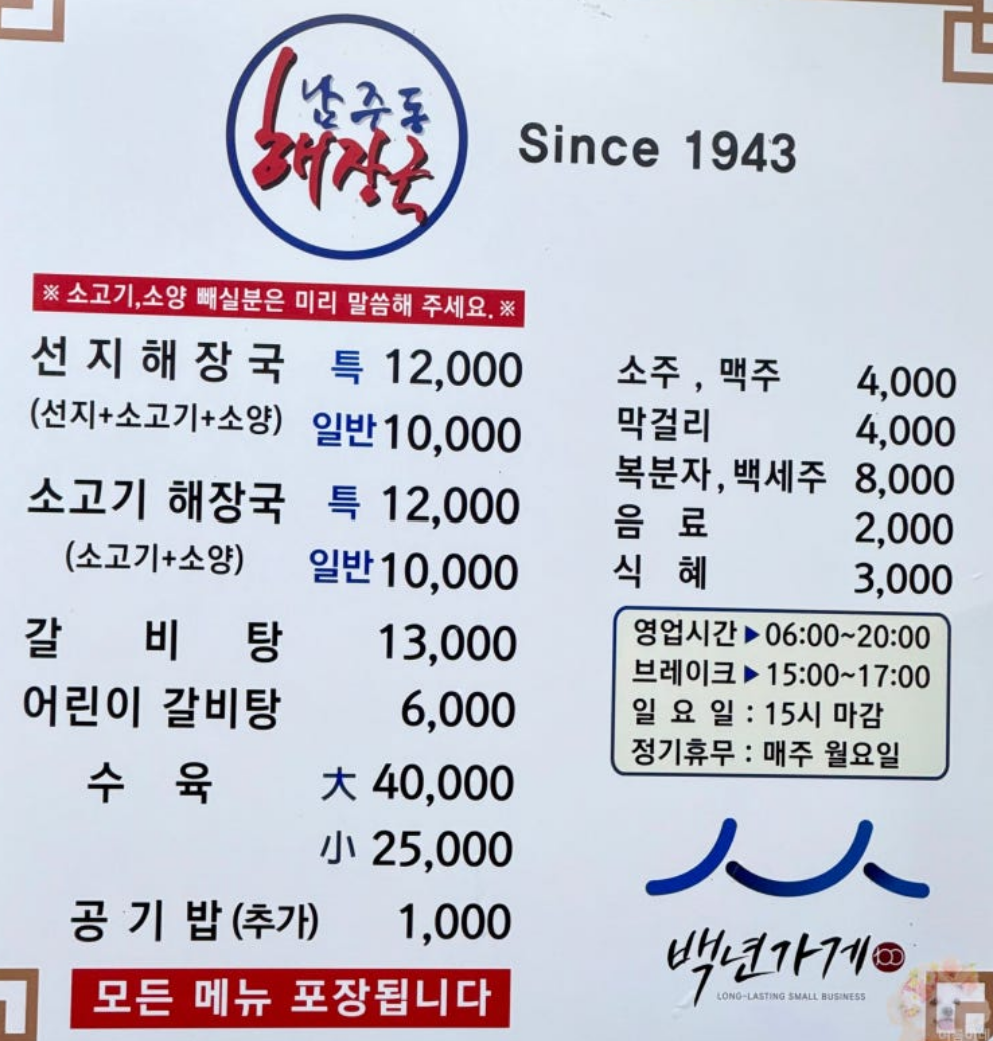 남주동
해장국
Since 1943
※ 소고기,소양 빼실분은 미리 말씀해 주세요. ※
선지해장국 특 12,000
(선지+소고기+소양) 일반 10,000
소고기 해장국 특 12,000
(소고기+소양) 일반 10,000
갈비탕 13,000
어린이 갈비탕 6,000
수육 大 40,000
小 25,000
공기밥(추가) 1,000
모든 메뉴 포장됩니다
소주, 맥주 4,000
막걸리 4,000
복분자,백세주 8,000
음료 2,000
식혜 3,000
영업시간▶06:00~20:00
브레이크▶15:00~17:00
일요일 : 15시 마감
정기휴무 : 매주 월요일
백년가게 100
LONG-LASTING SMALL BUSINESS